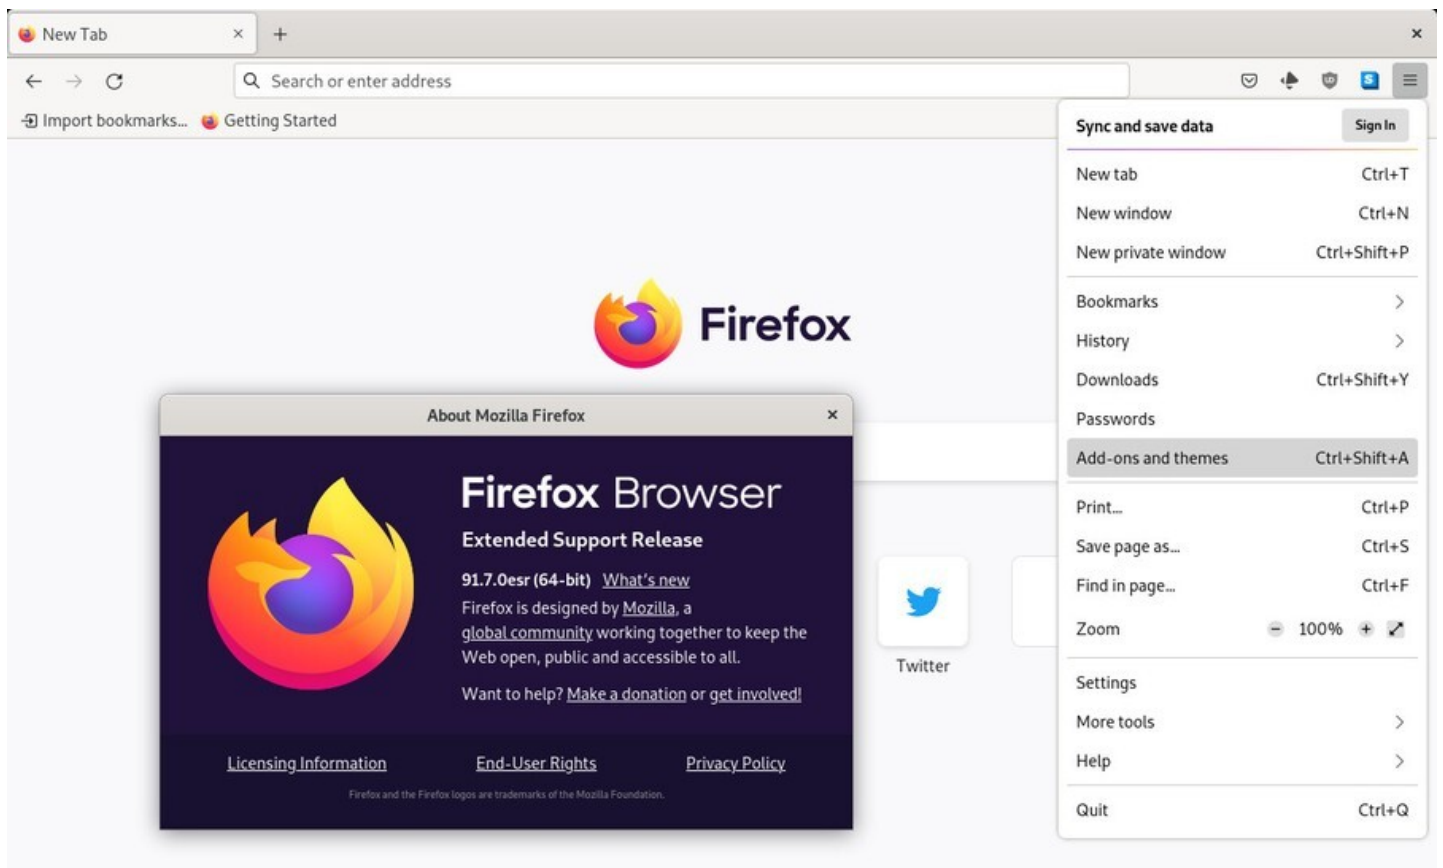 New Tab
Search or enter address
Import bookmarks... Getting Started
Sync and save data Sign In
New tab Ctrl+T
New window Ctrl+N
New private window Ctrl+Shift+P
Bookmarks
History
Downloads Ctrl+Shift+Y
Passwords
Add-ons and themes Ctrl+Shift+A
Print... Ctrl+P
Save page as... Ctrl+S
Find in page... Ctrl+F
Zoom 100%
Settings
More tools
Help
Quit Ctrl+Q
Firefox
About Mozilla Firefox
Firefox Browser
Extended Support Release
91.7.0esr (64-bit) What's new
Firefox is designed by Mozilla, a
global community working together to keep the
Web open, public and accessible to all.
Want to help? Make a donation or get involved!
Licensing Information End-User Rights Privacy Policy
Firefox and the Firefox logos are trademarks of the Mozilla Foundation.
Twitter